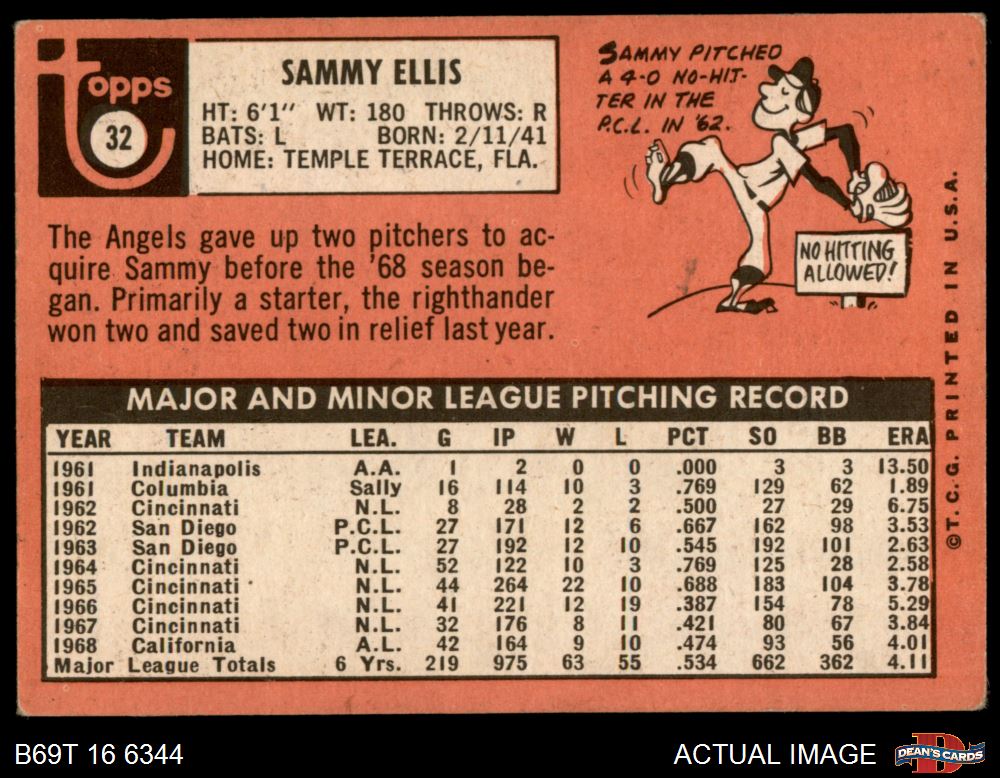 Topps
32
SAMMY ELLIS
HT: 6'1" WT: 180 THROWS: R
BATS: L BORN: 2/11/41
HOME: TEMPLE TERRACE, FLA.
SAMMY PITCHED
A 4-0 NO-HIT-
TER IN THE
P.C.L. IN '62.
NO HITTING
ALLOWED!
The Angels gave up two pitchers to ac-
quire Sammy before the '68 season be-
gan. Primarily a starter, the righthander
won two and saved two in relief last year.
MAJOR AND MINOR LEAGUE PITCHING RECORD
YEAR TEAM LEA. G IP W L PCT SO BB ERA
1961 Indianapolis A.A. 1 2 0 0 .000 3 3 13.50
1961 Columbia Sally 16 114 10 3 .769 129 62 1.89
1962 Cincinnati N.L. 8 28 2 2 .500 27 29 6.75
1962 San Diego P.C.L. 27 171 12 6 .667 162 98 3.53
1963 San Diego P.C.L. 27 192 12 10 .545 192 101 2.63
1964 Cincinnati N.L. 52 122 10 3 .769 125 28 2.58
1965 Cincinnati N.L. 44 264 22 10 .688 183 104 3.78
1966 Cincinnati N.L. 41 221 12 19 .387 154 78 5.29
1967 Cincinnati N.L. 32 176 8 11 .421 80 67 3.84
1968 California A.L. 42 164 9 10 .474 93 56 4.01
Major League Totals 6 Yrs. 219 975 63 55 .534 662 362 4.11
©T.C.G. PRINTED IN U.S.A.
B69T 16 6344
ACTUAL IMAGE
D
DEAN'S CARDS